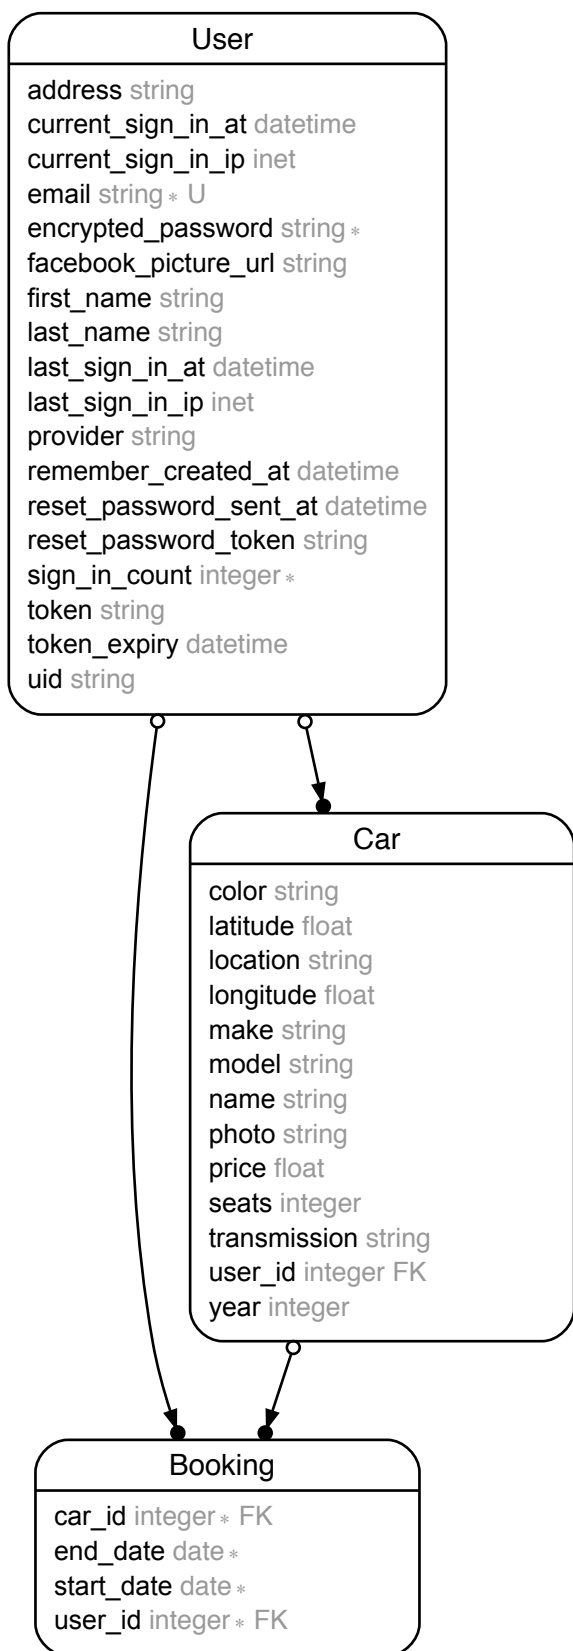 User
address string
current_sign_in_at datetime
current_sign_in_ip inet
email string * U
encrypted_password string *
facebook_picture_url string
first_name string
last_name string
last_sign_in_at datetime
last_sign_in_ip inet
provider string
remember_created_at datetime
reset_password_sent_at datetime
reset_password_token string
sign_in_count integer *
token string
token_expiry datetime
uid string
Car
color string
latitude float
location string
longitude float
make string
model string
name string
photo string
price float
seats integer
transmission string
user_id integer FK
year integer
Booking
car_id integer * FK
end_date date *
start_date date *
user_id integer * FK